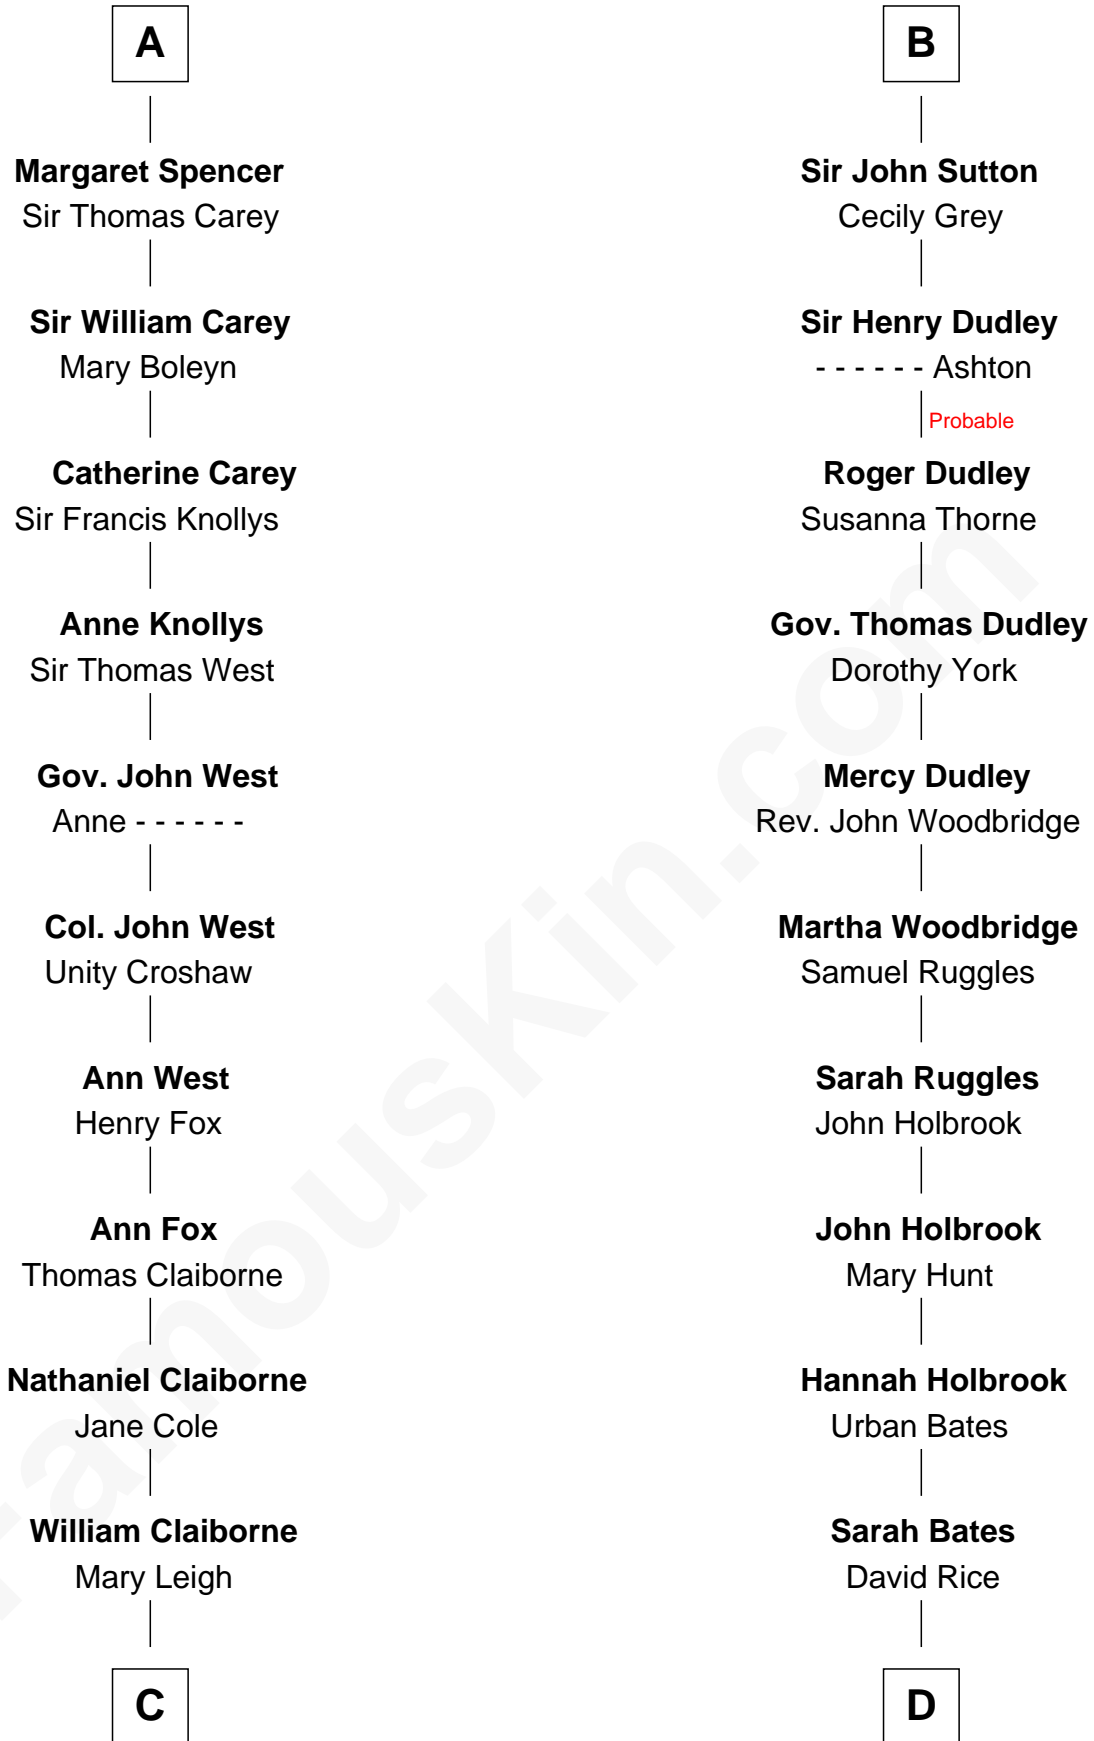 A
Margaret Spencer
Sir Thomas Carey
Sir William Carey
Mary Boleyn
Catherine Carey
Sir Francis Knollys
Anne Knollys
Sir Thomas West
Gov. John West
Anne - - - - - -
Col. John West
Unity Croshaw
Ann West
Henry Fox
Ann Fox
Thomas Claiborne
Nathaniel Claiborne
Jane Cole
William Claiborne
Mary Leigh
C
B
Sir John Sutton
Cecily Grey
Sir Henry Dudley
- - - - - - Ashton
Probable
Roger Dudley
Susanna Thorne
Gov. Thomas Dudley
Dorothy York
Mercy Dudley
Rev. John Woodbridge
Martha Woodbridge
Samuel Ruggles
Sarah Ruggles
John Holbrook
John Holbrook
Mary Hunt
Hannah Holbrook
Urban Bates
Sarah Bates
David Rice
D
FamousKin.com